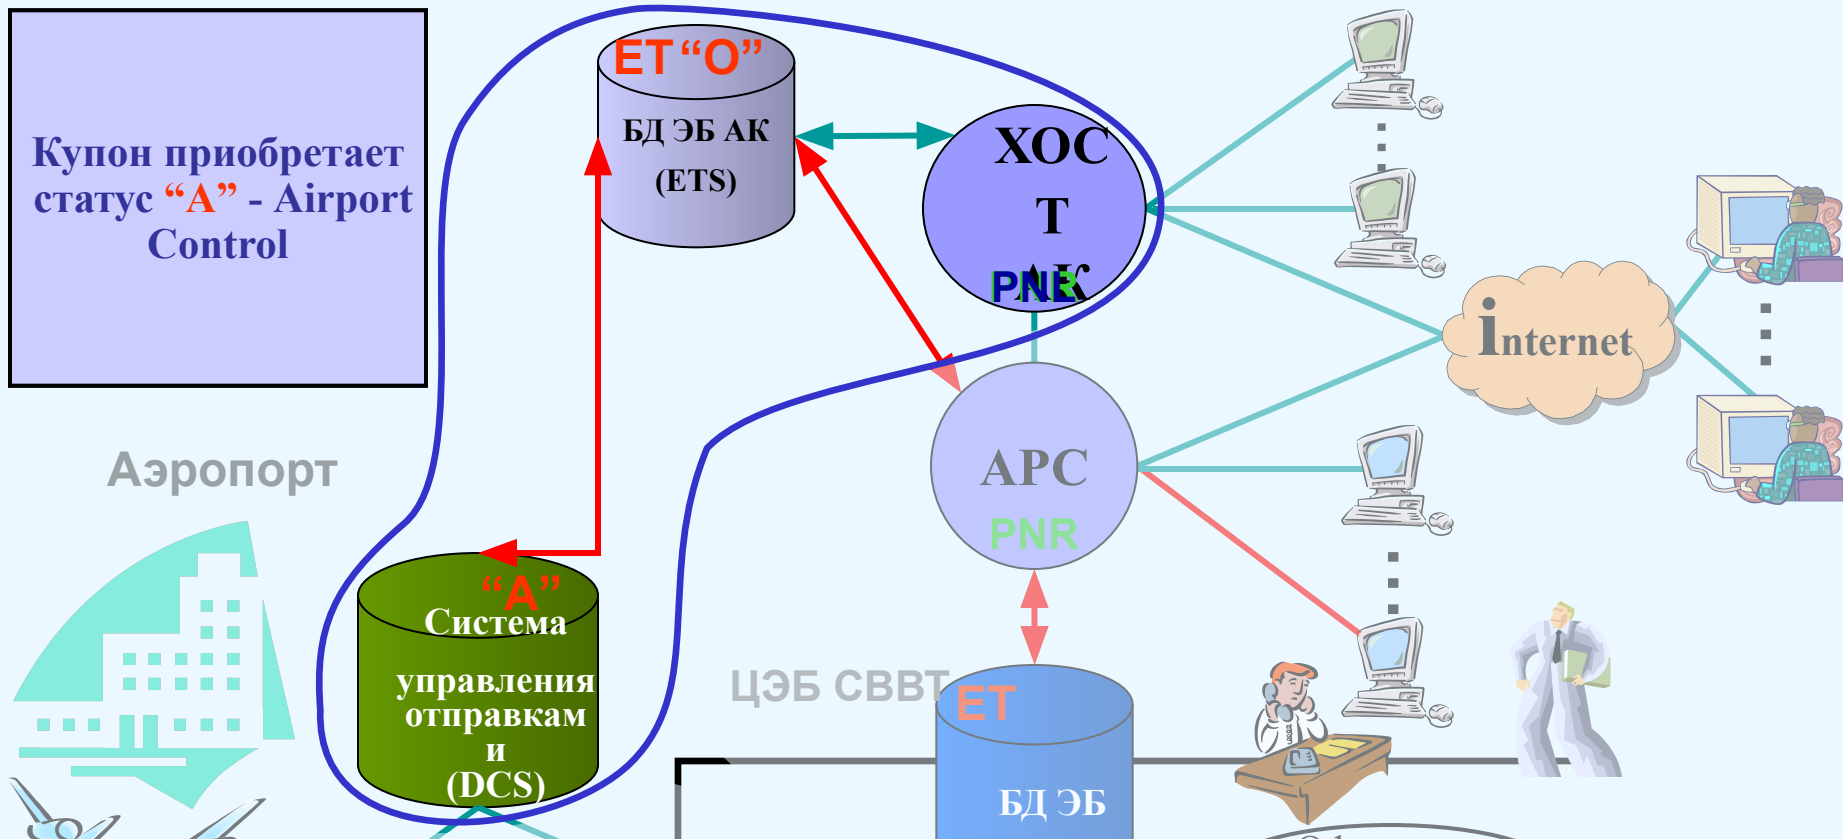 Купон приобретает
статус “А” - Airport
Control
ET “O”
БД ЭБ АК
(ETS)
ХОС
Т
АК
PNL
internet
Аэропорт
АРС
PNR
“A”
Система
управления
отправкам
и
(DCS)
ЦЭБ СВВТ
ET
БД ЭБ